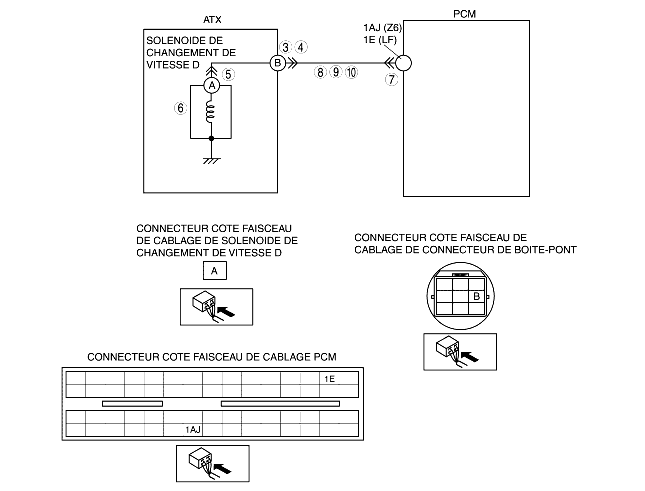 ATX
PCM
SOLENOIDE DE
CHANGEMENT DE
VITESSE D
3 4
B
1AJ (Z6)
1E (LF)
5
A
8 9 10
7
6
CONNECTEUR COTE FAISCEAU
DE CABLAGE DE SOLENOIDE DE
CHANGEMENT DE VITESSE D
A
CONNECTEUR COTE FAISCEAU DE
CABLAGE DE CONNECTEUR DE BOITE-PONT
B
CONNECTEUR COTE FAISCEAU DE CABLAGE PCM
1E
1AJ